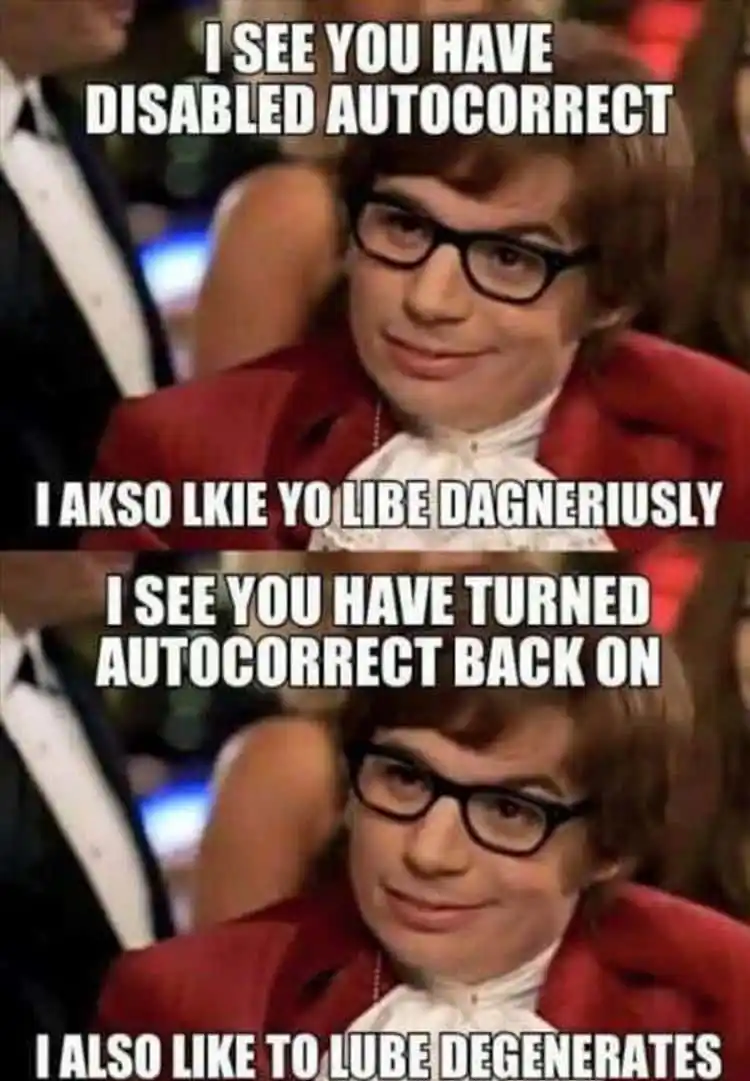 I SEE YOU HAVE
DISABLED AUTOCORRECT
I AKSO LKIE YO LIBE DAGNERIUSLY
I SEE YOU HAVE TURNED
AUTOCORRECT BACK ON
I ALSO LIKE TO LUBE DEGENERATES